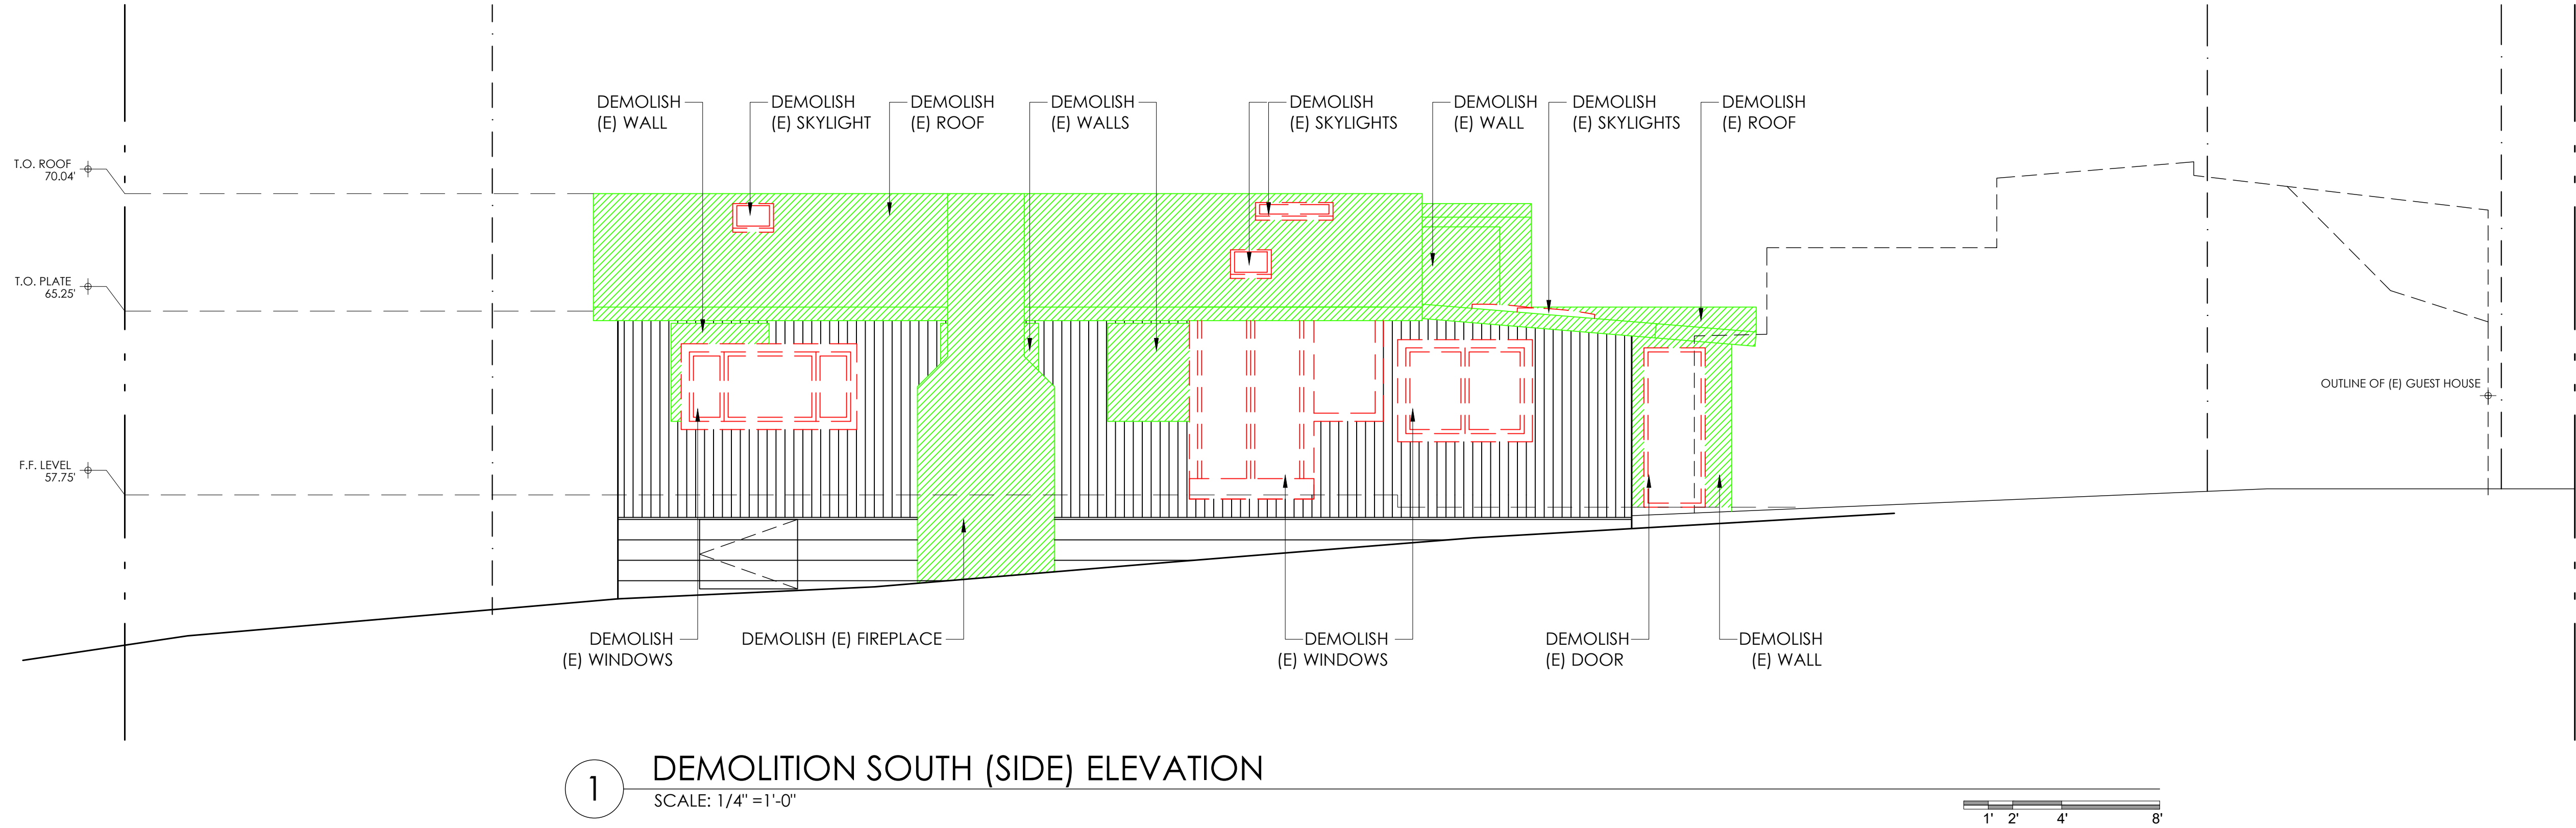 DEMOLISH
(E) WALL
DEMOLISH
(E) SKYLIGHT
DEMOLISH
(E) ROOF
DEMOLISH
(E) WALLS
DEMOLISH
(E) SKYLIGHTS
DEMOLISH
(E) WALL
DEMOLISH
(E) SKYLIGHTS
DEMOLISH
(E) ROOF
T.O. ROOF
70.04'
T.O. PLATE
65.25'
F.F. LEVEL
57.75'
OUTLINE OF (E) GUEST HOUSE
DEMOLISH
(E) WINDOWS
DEMOLISH (E) FIREPLACE
DEMOLISH
(E) WINDOWS
DEMOLISH
(E) DOOR
DEMOLISH
(E) WALL
1
DEMOLITION SOUTH (SIDE) ELEVATION
SCALE: 1/4" =1'-0"
1' 2' 4' 8'